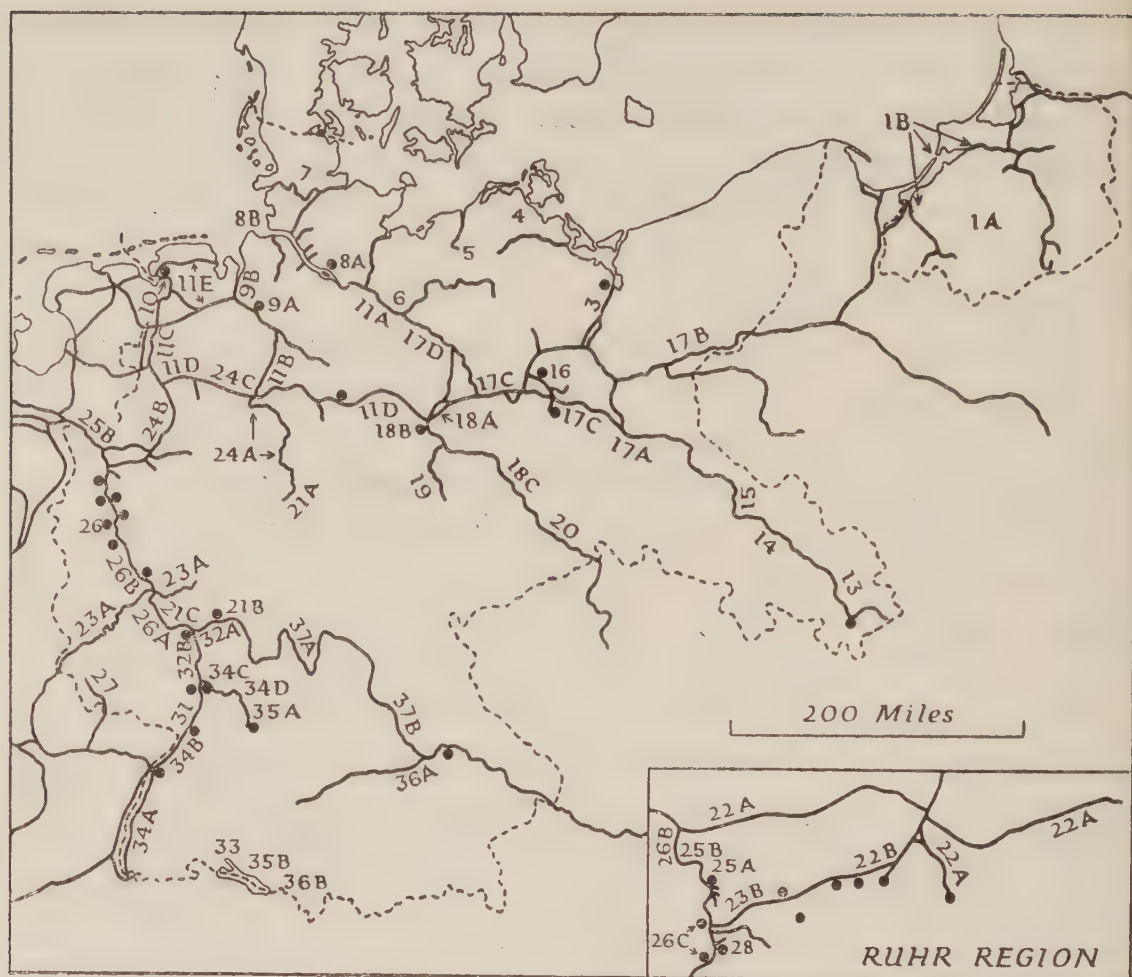 1B
7
8B
4
1A
5
8A
11E
10
9B
9A
6
3
11A
11C
17B
17D
11D
24C
11B
16
17C
11D
17C
18A
24B
25B
18B
17A
24A
18C
19
21A
15
26
20
14
26B
23A
13
21C
21B
23A
26A
32A
37A
32B
34C
27
34D
31
35A
200 Miles
37B
34B
36A
34A
22A
22A
26B
25B
33
35B
25A
22B
22A
36B
23B
26C
28
RUHR REGION